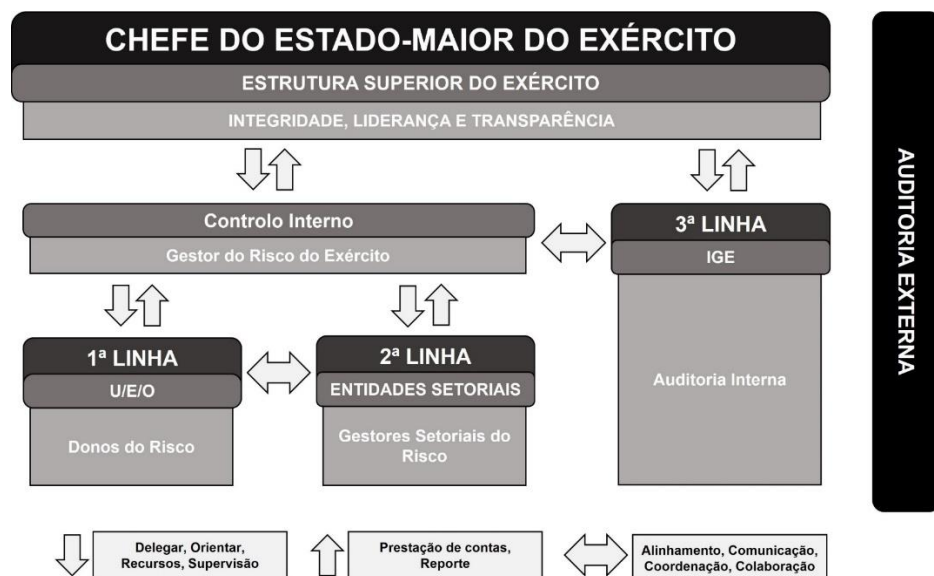 CHEFE DO ESTADO-MAIOR DO EXÉRCITO
ESTRUTURA SUPERIOR DO EXÉRCITO
INTEGRIDADE, LIDERANÇA E TRANSPARÊNCIA
Controlo Interno
Gestor do Risco do Exército
3ª LINHA
IGE
Auditoria Interna
1ª LINHA
U/E/O
Donos do Risco
2ª LINHA
ENTIDADES SETORIAIS
Gestores Setoriais do
Risco
AUDITORIA EXTERNA
Delegar, Orientar,
Recursos, Supervisão
Prestação de contas,
Reporte
Alinhamento, Comunicação,
Coordenação, Colaboração